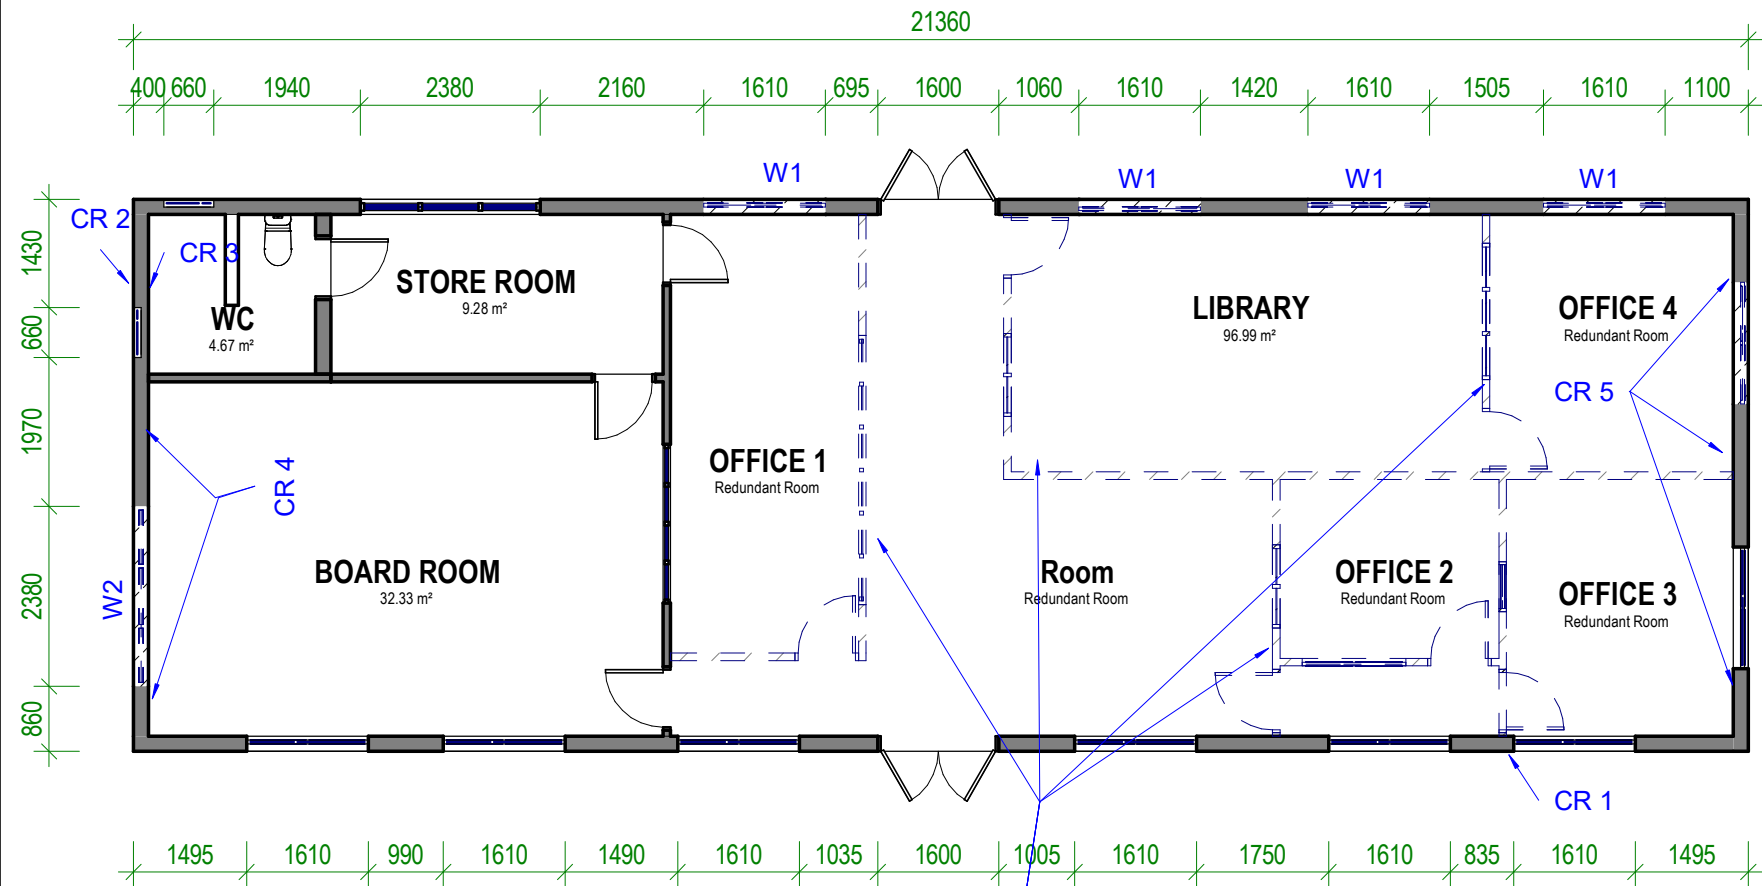 21360
400 660 1940 2380 2160 1610 695 1600 1060 1610 1420 1610 1505 1610 1100
W1 W1 W1 W1
CR 2
CR 3
1430
STORE ROOM
9.28 m²
WC
4.67 m²
LIBRARY
96.99 m²
OFFICE 4
Redundant Room
660
CR 5
1970
CR 4
OFFICE 1
Redundant Room
BOARD ROOM
32.33 m²
Room
Redundant Room
OFFICE 2
Redundant Room
OFFICE 3
Redundant Room
2380
W2
860
CR 1
1495 1610 990 1610 1490 1610 1035 1600 1005 1610 1750 1610 835 1610 1495